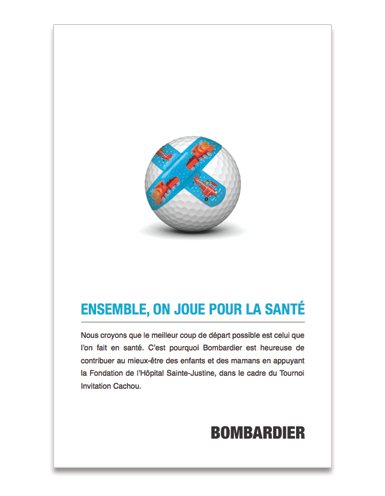 ENSEMBLE, ON JOUE POUR LA SANTÉ
Nous croyons que le meilleur coup de départ possible est celui que
l'on fait en santé. C'est pourquoi Bombardier est heureuse de
contribuer au mieux-être des enfants et des mamans en appuyant
la Fondation de l'Hôpital Sainte-Justine, dans le cadre du Tournoi
Invitation Cachou.
BOMBARDIER